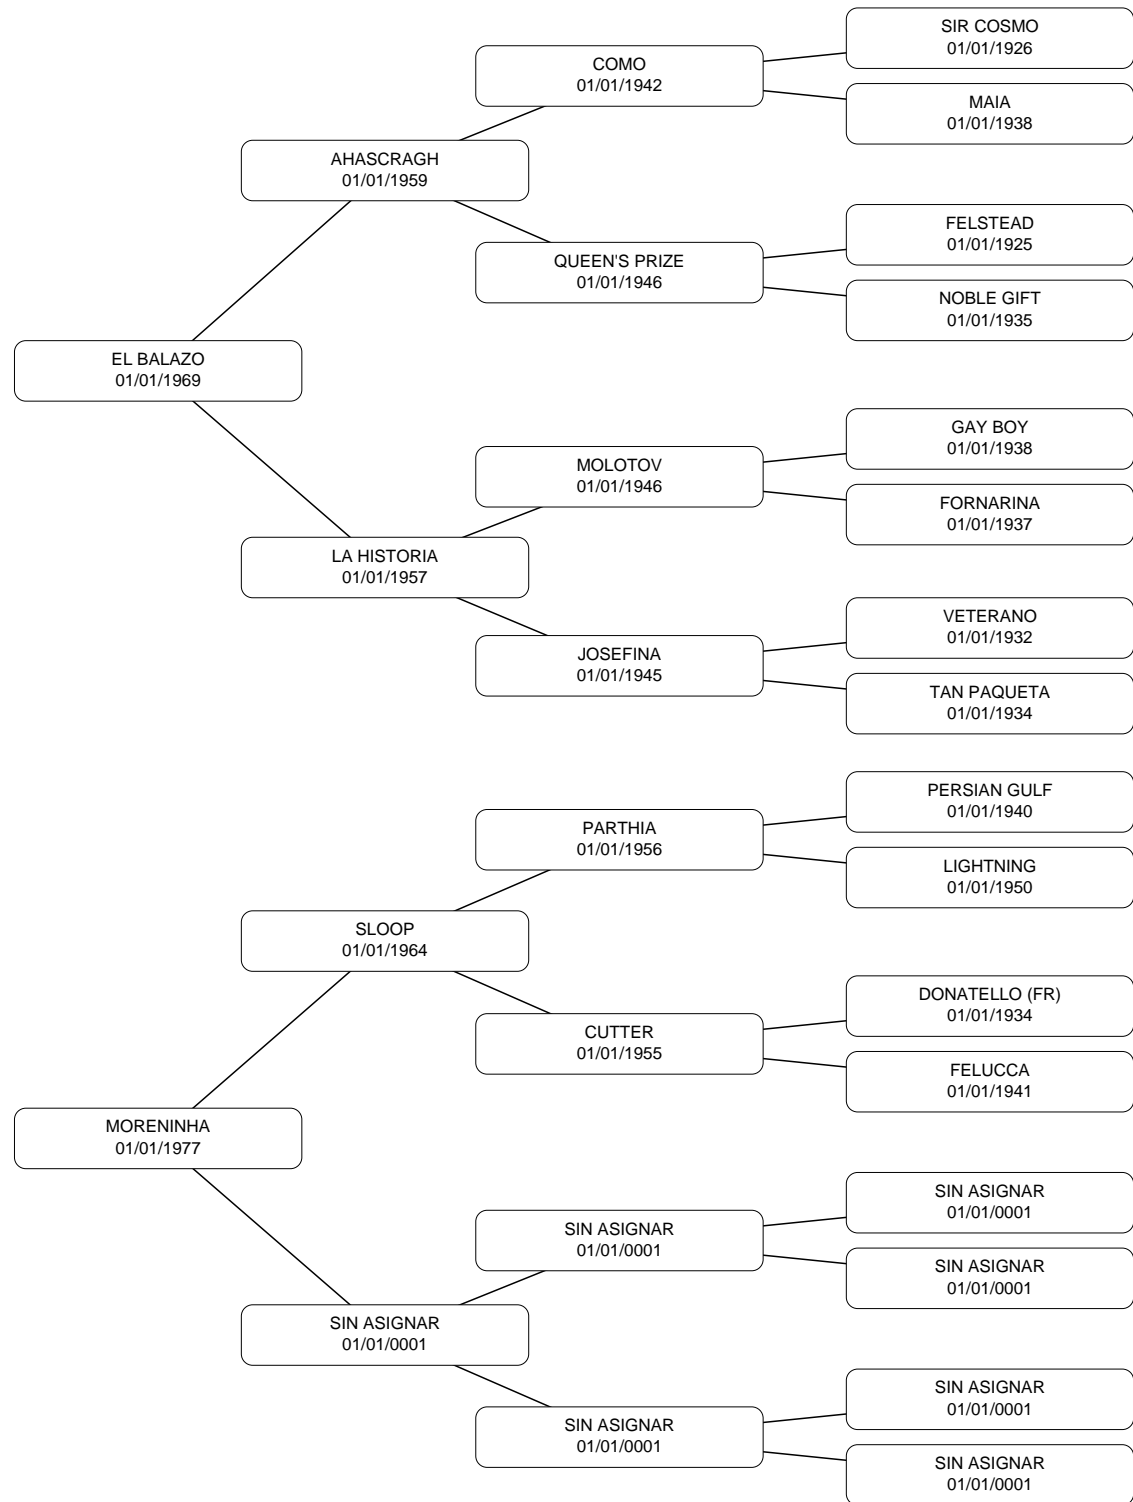 SIR COSMO
01/01/1926
COMO
01/01/1942
MAIA
01/01/1938
AHASCRAGH
01/01/1959
FELSTEAD
01/01/1925
QUEEN'S PRIZE
01/01/1946
NOBLE GIFT
01/01/1935
EL BALAZO
01/01/1969
GAY BOY
01/01/1938
MOLOTOV
01/01/1946
FORNARINA
01/01/1937
LA HISTORIA
01/01/1957
VETERANO
01/01/1932
JOSEFINA
01/01/1945
TAN PAQUETA
01/01/1934
PERSIAN GULF
01/01/1940
PARTHIA
01/01/1956
LIGHTNING
01/01/1950
SLOOP
01/01/1964
DONATELLO (FR)
01/01/1934
CUTTER
01/01/1955
FELUCCA
01/01/1941
MORENINHA
01/01/1977
SIN ASIGNAR
01/01/0001
SIN ASIGNAR
01/01/0001
SIN ASIGNAR
01/01/0001
SIN ASIGNAR
01/01/0001
SIN ASIGNAR
01/01/0001
SIN ASIGNAR
01/01/0001
SIN ASIGNAR
01/01/0001